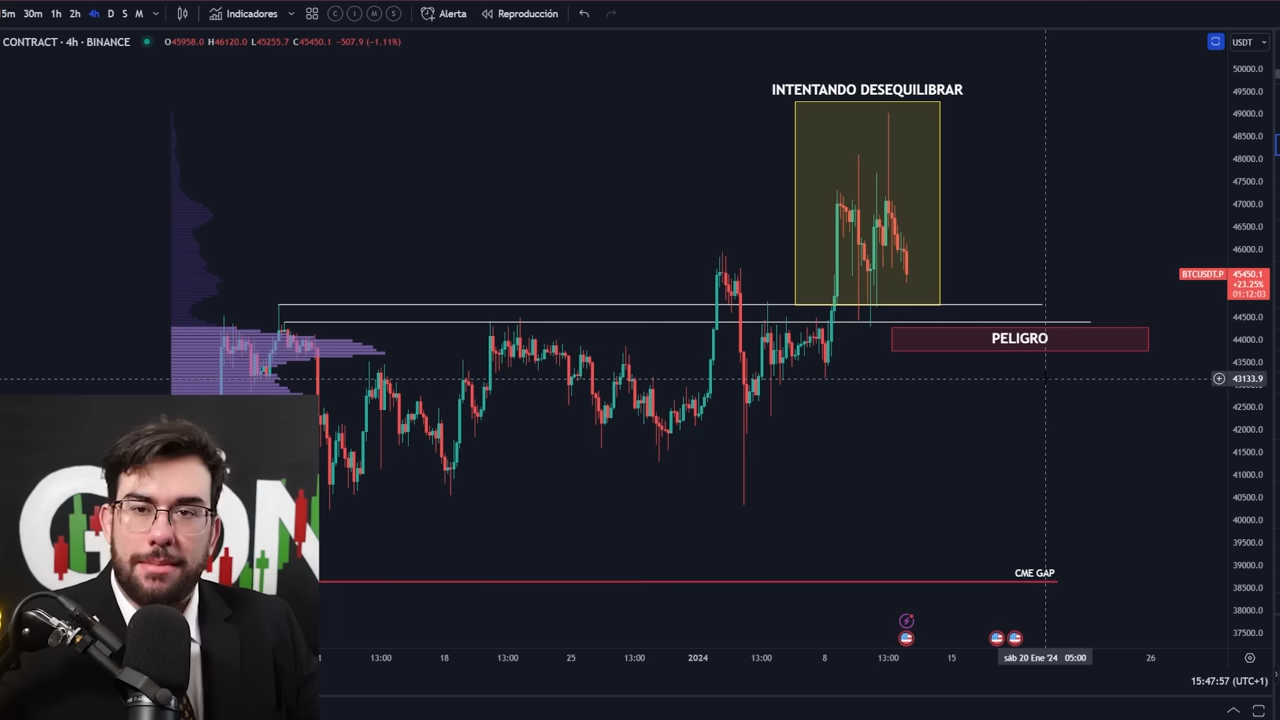 15m 30m 1h 2h 4h D S M Indicadores Alerta Reproducción
CONTRACT · 4h · BINANCE O45958.0 H46120.0 L45255.7 C45450.1 -507.9 (-1.11%)
USDT
50000.0
INTENTANDO DESEQUILIBRAR
49500.0
49000.0
48500.0
48000.0
47500.0
47000.0
46500.0
46000.0
BTCUSDT.P 45450.1
+23.25%
01:12:03
44500.0
PELIGRO
44000.0
43500.0
43133.9
42500.0
42000.0
41500.0
41000.0
40500.0
40000.0
39500.0
39000.0
CME GAP
38500.0
38000.0
37500.0
13:00 18 13:00 25 13:00 2024 13:00 8 13:00 15 sáb 20 Ene '24 05:00 26
15:47:57 (UTC+1)